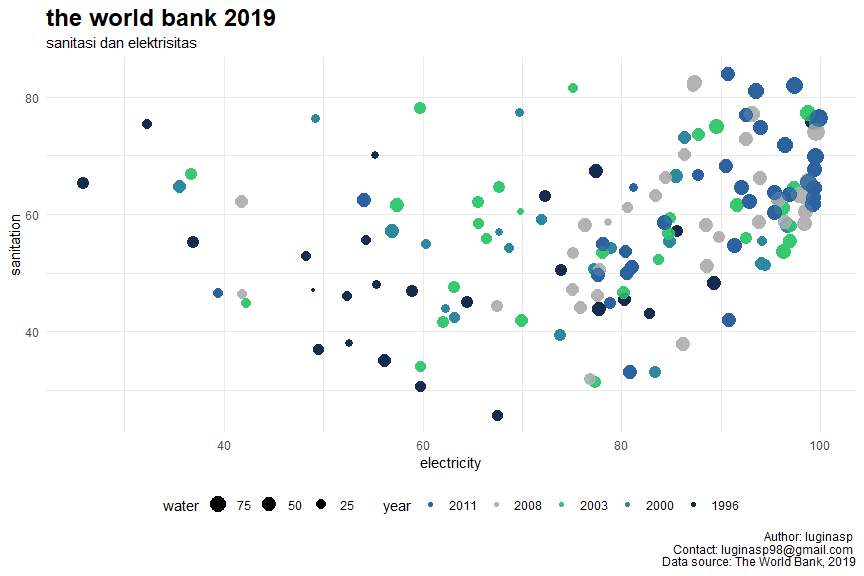 the world bank 2019
sanitasi dan elektrisitas
80
60
40
sanitation
40 60 80 100
electricity
water 75 50 25 year 2011 2008 2003 2000 1996
Author: luginasp
Contact: luginasp98@gmail.com
Data source: The World Bank, 2019